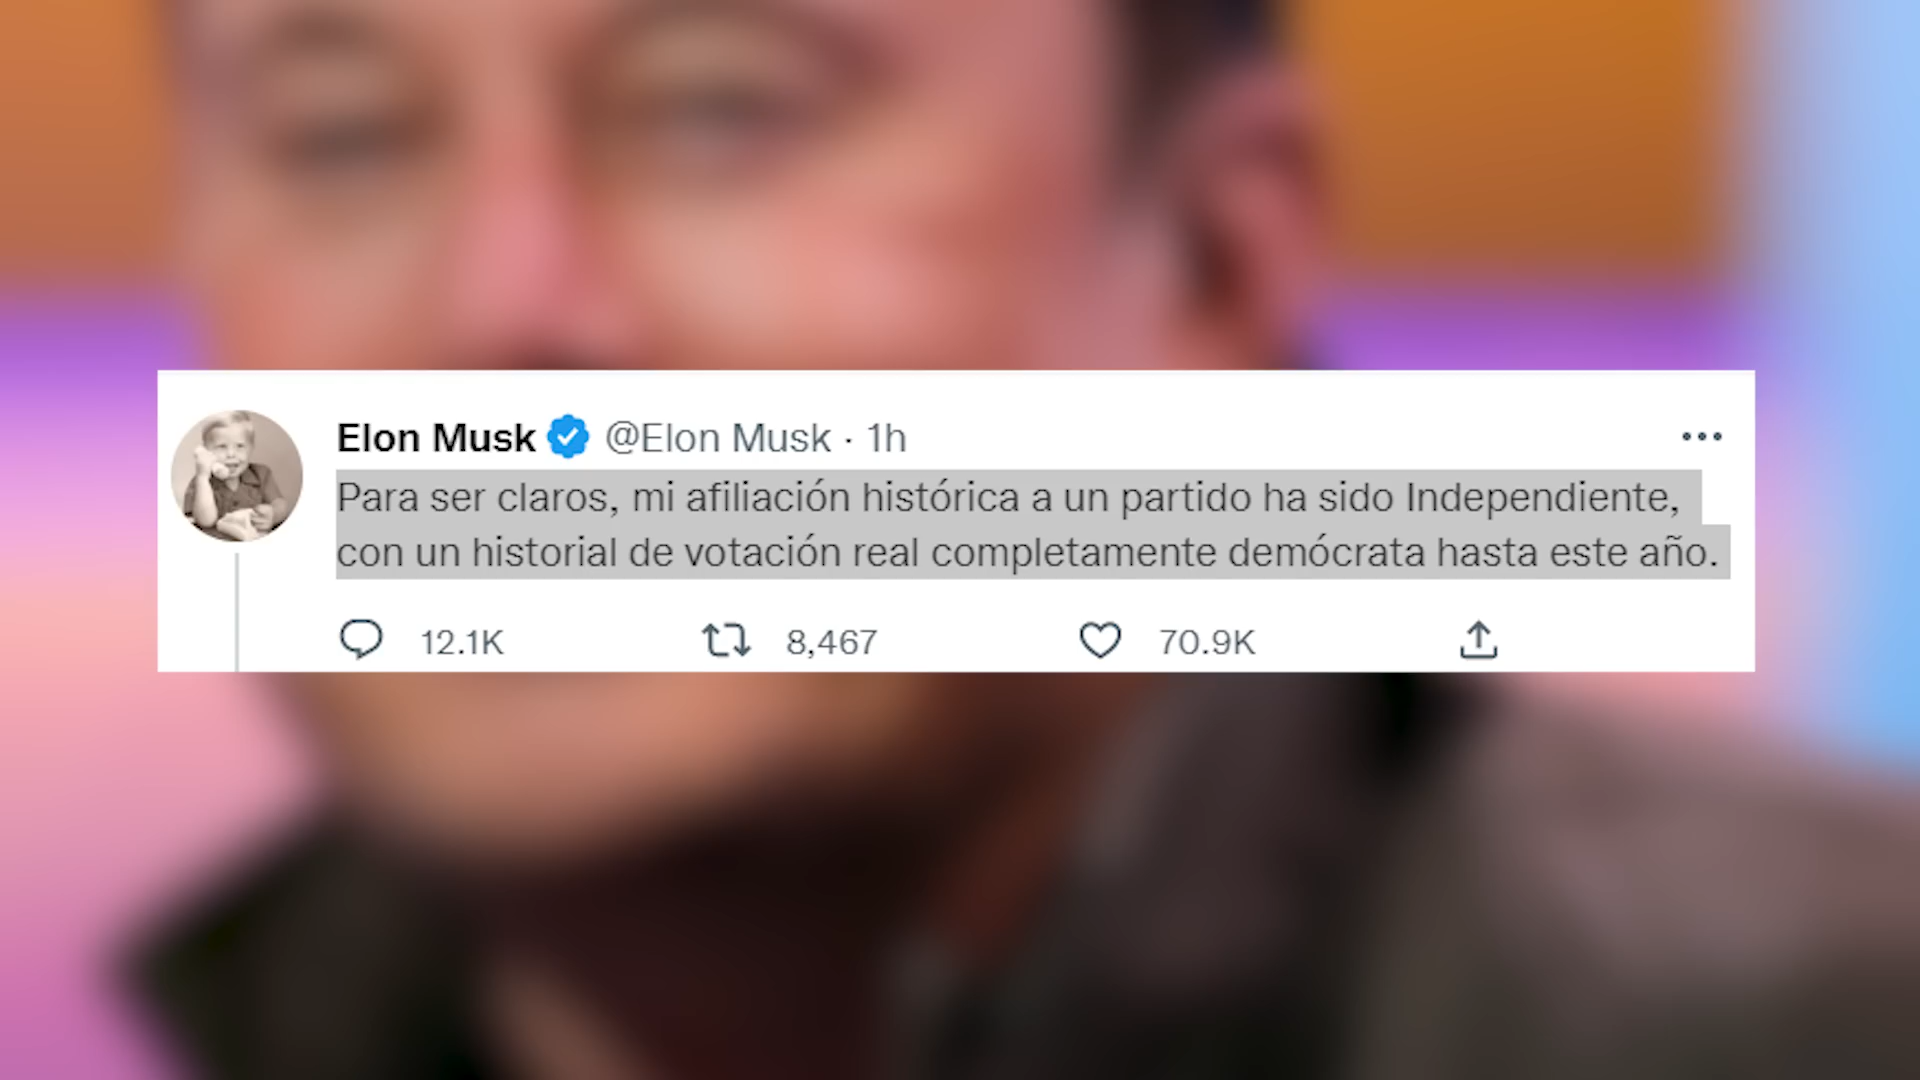 Elon Musk @Elon Musk · 1h
Para ser claros, mi afiliación histórica a un partido ha sido Independiente,
con un historial de votación real completamente demócrata hasta este año.
12.1K 8,467 70.9K